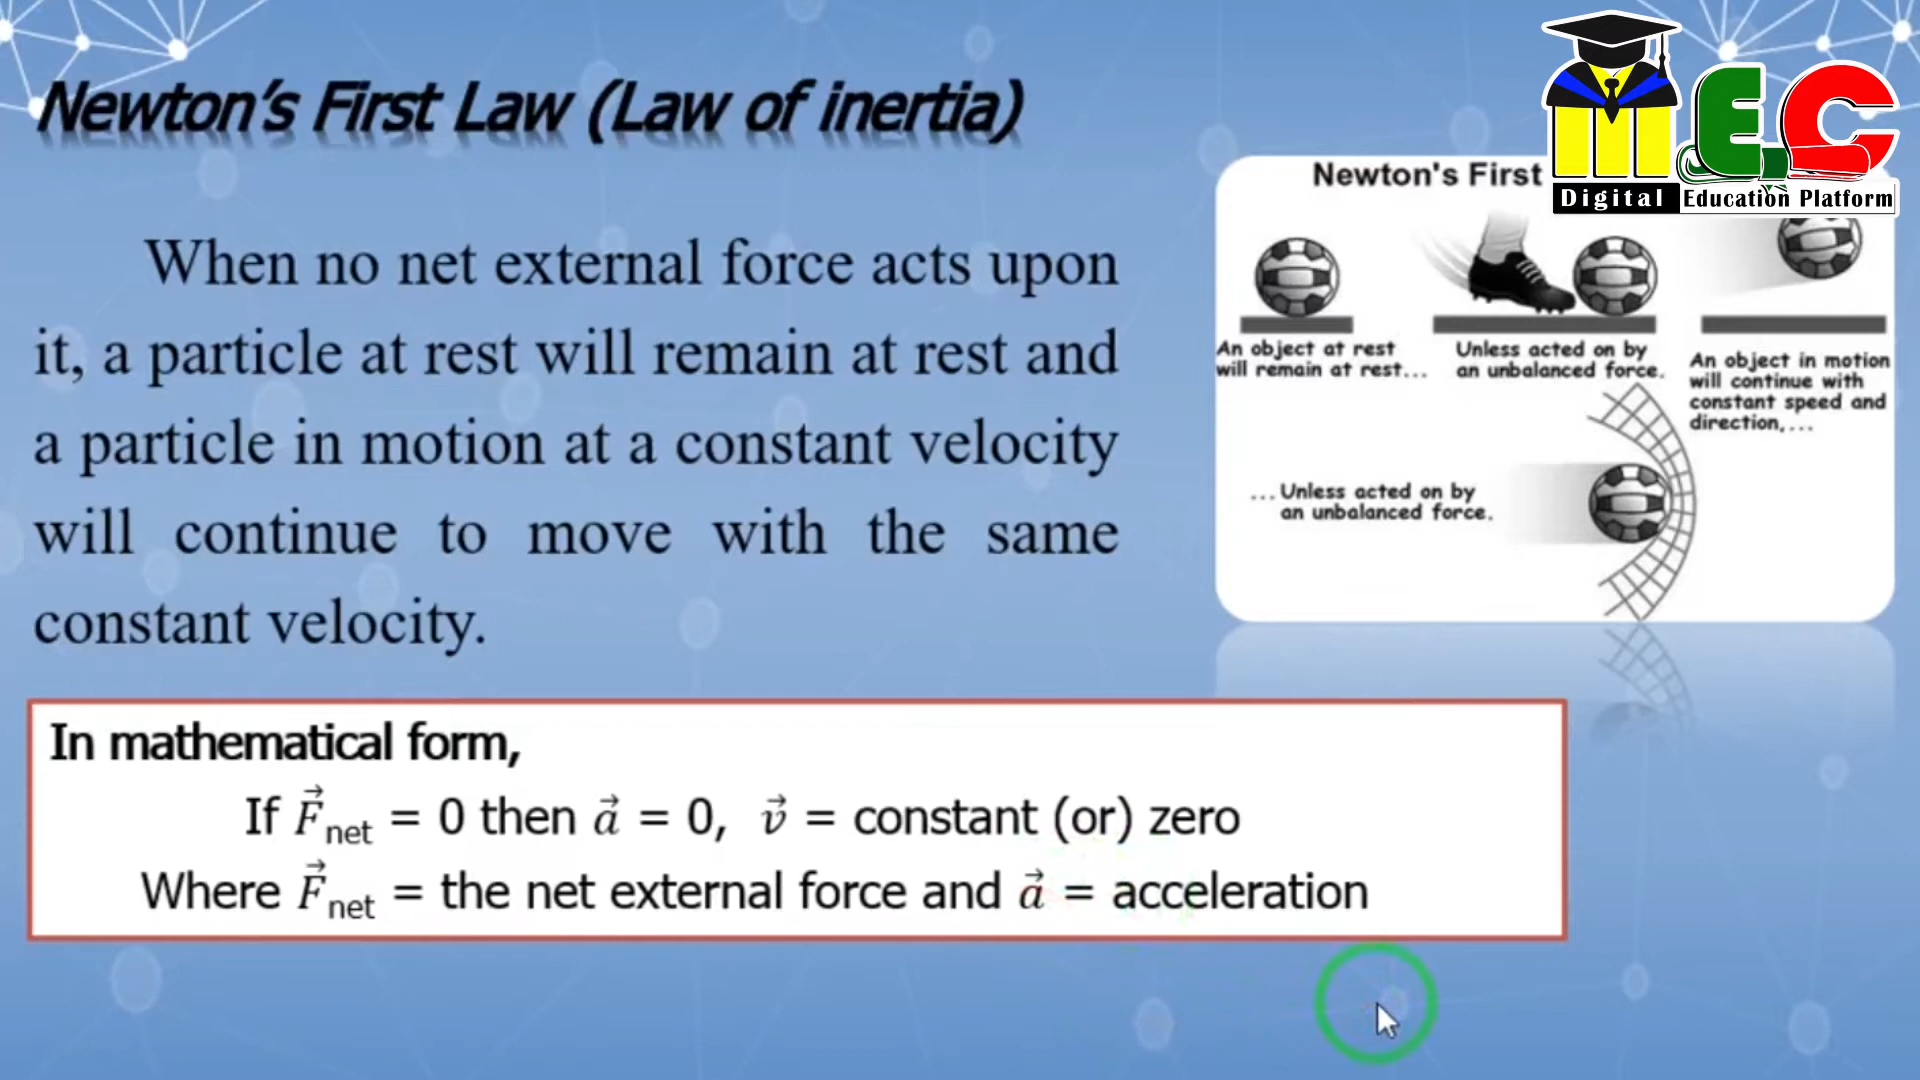 Newton's First Law (Law of inertia)
When no net external force acts upon
it, a particle at rest will remain at rest and
a particle in motion at a constant velocity
will continue to move with the same
constant velocity.
In mathematical form,
If F⃗net = 0 then a⃗ = 0, v⃗ = constant (or) zero
Where F⃗net = the net external force and a⃗ = acceleration
MEC
Digital Education Platform
Newton's First
An object at rest
will remain at rest...
Unless acted on by
an unbalanced force.
An object in motion
will continue with
constant speed and
direction,...
...Unless acted on by
an unbalanced force.